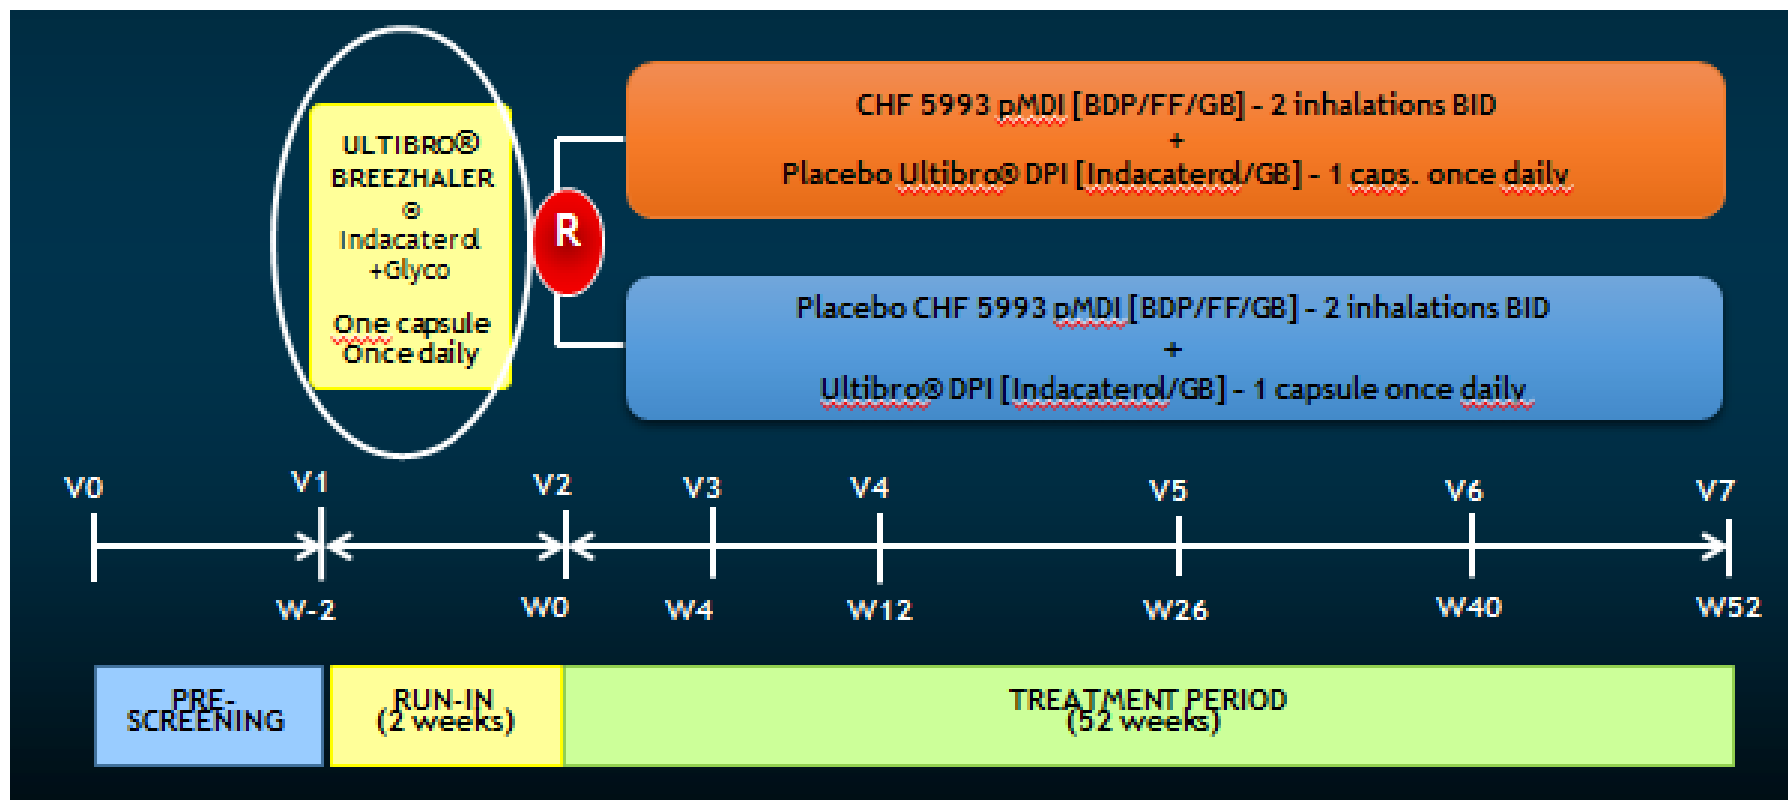 ULTIBRO®
BREEZHALER
®
Indacaterol
+Glyco
One capsule
Once daily
R
CHF 5993 pMDI [BDP/FF/GB] - 2 inhalations BID
+
Placebo Ultibro® DPI [Indacaterol/GB] - 1 caps. once daily
Placebo CHF 5993 pMDI [BDP/FF/GB] - 2 inhalations BID
+
Ultibro® DPI [Indacaterol/GB] - 1 capsule once daily
V0 V1 V2 V3 V4 V5 V6 V7
W-2 W0 W4 W12 W26 W40 W52
PRE-
SCREENING
RUN-IN
(2 weeks)
TREATMENT PERIOD
(52 weeks)